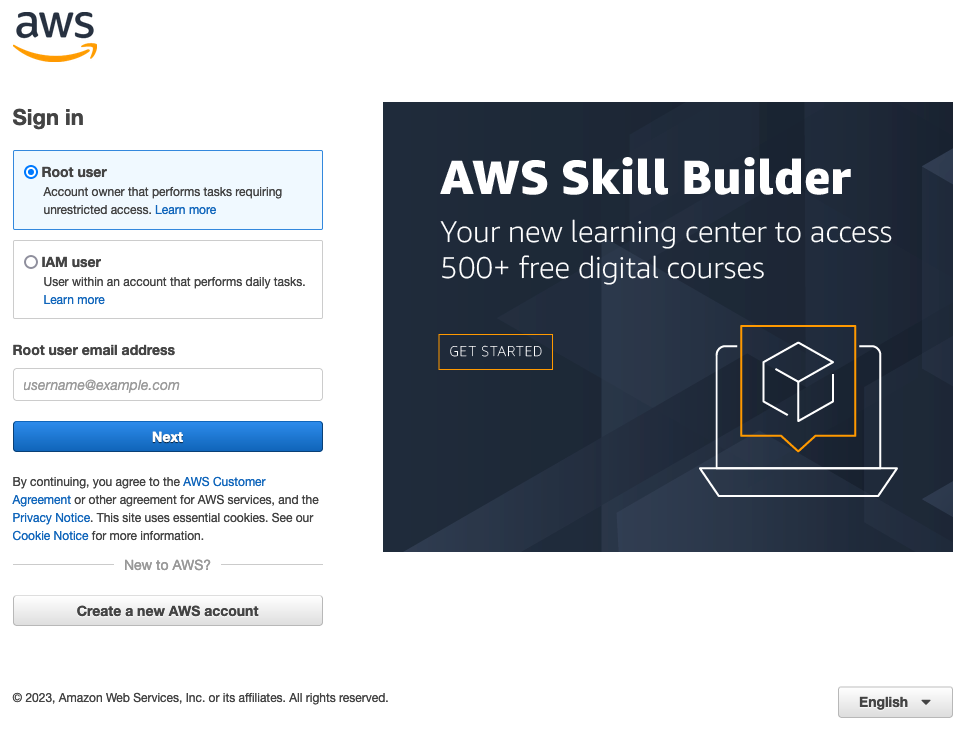 aws
Sign in
Root user
Account owner that performs tasks requiring
unrestricted access. Learn more
IAM user
User within an account that performs daily tasks.
Learn more
Root user email address
username@example.com
Next
By continuing, you agree to the AWS Customer
Agreement or other agreement for AWS services, and the
Privacy Notice. This site uses essential cookies. See our
Cookie Notice for more information.
New to AWS?
Create a new AWS account
AWS Skill Builder
Your new learning center to access
500+ free digital courses
GET STARTED
© 2023, Amazon Web Services, Inc. or its affiliates. All rights reserved.
English